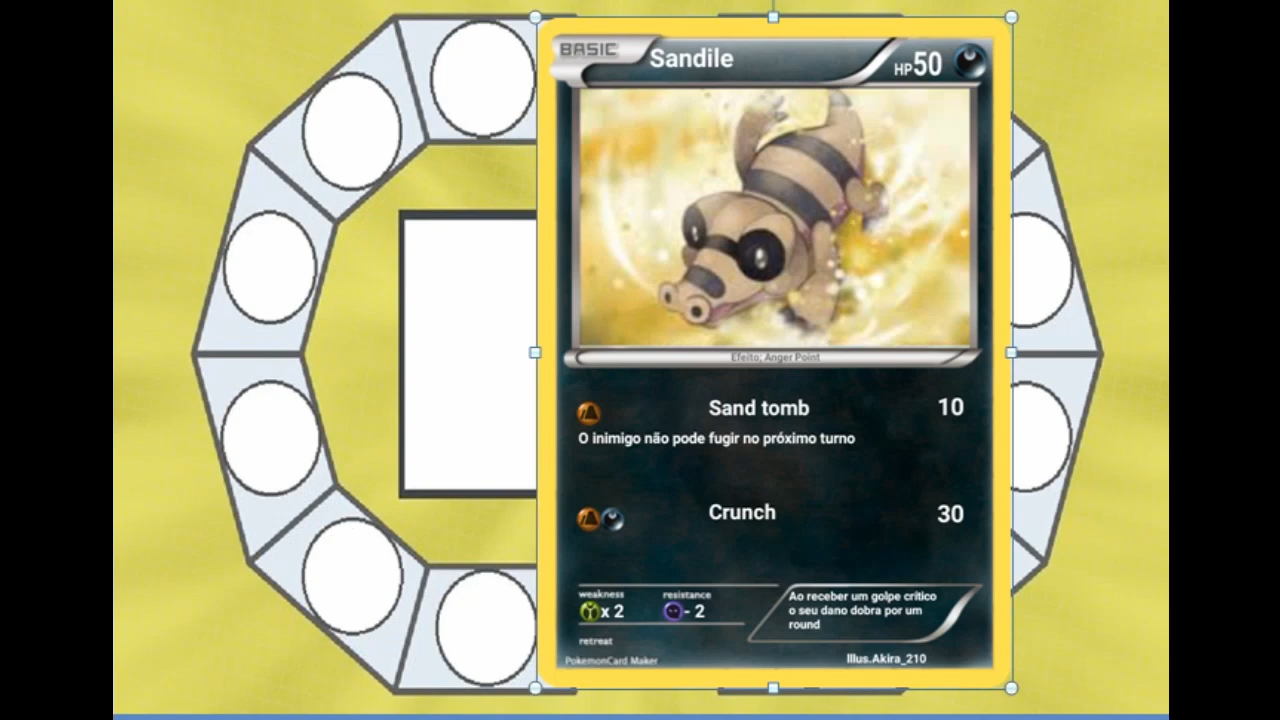 BASIC
Sandile
HP50
Efeito; Anger Point
Sand tomb
10
O inimigo não pode fugir no próximo turno
Crunch
30
weakness
x 2
resistance
- 2
Ao receber um golpe crítico
o seu dano dobra por um
round
retreat
PokemonCard Maker
Illus.Akira_210